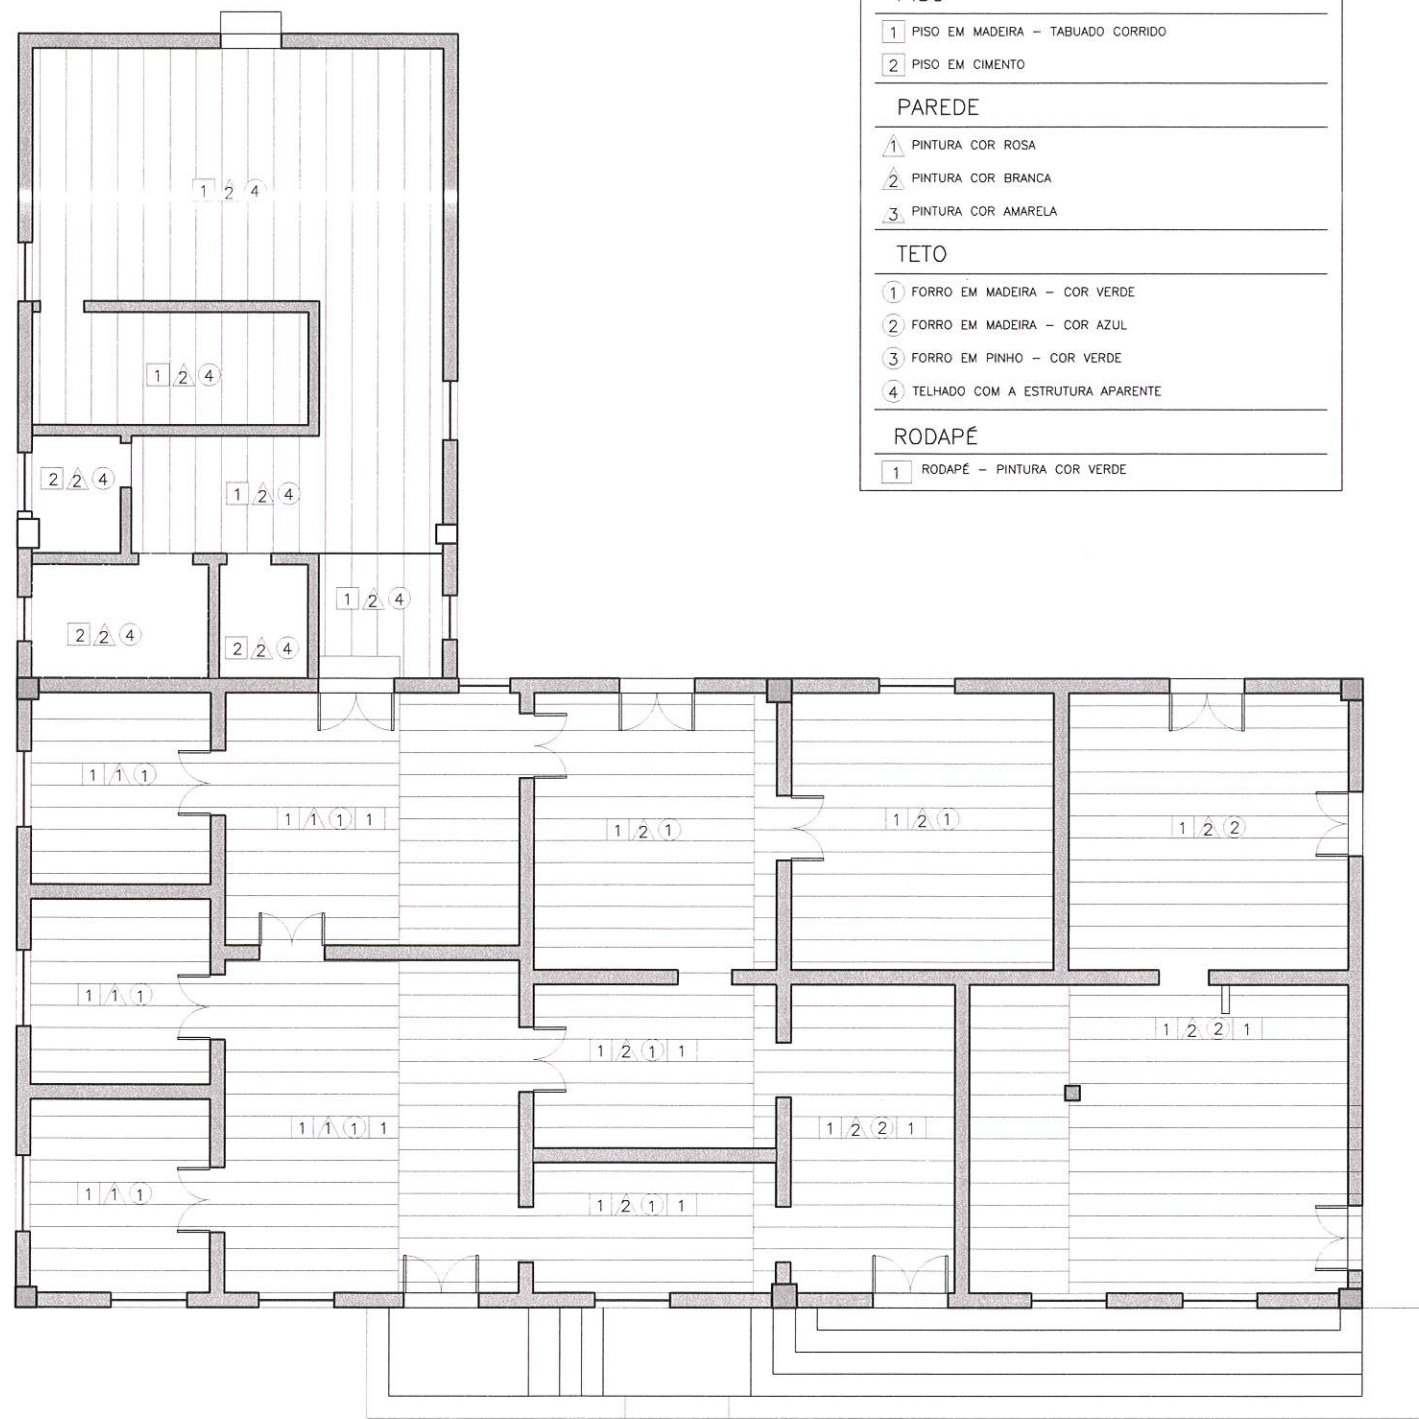 1 PISO EM MADEIRA - TABUADO CORRIDO
2 PISO EM CIMENTO
PAREDE
1 PINTURA COR ROSA
2 PINTURA COR BRANCA
3 PINTURA COR AMARELA
TETO
1 FORRO EM MADEIRA - COR VERDE
2 FORRO EM MADEIRA - COR AZUL
3 FORRO EM PINHO - COR VERDE
4 TELHADO COM A ESTRUTURA APARENTE
RODAPÉ
1 RODAPÉ - PINTURA COR VERDE
1 2 4
1 2 4
2 2 4
1 2 4
1 2 4
2 2 4
2 2 4
1 1 1
1 1 1 1
1 2 1
1 2 1
1 2 2
1 1 1
1 2 1 1
1 2 2 1
1 1 1 1
1 2 2 1
1 1 1
1 2 1 1